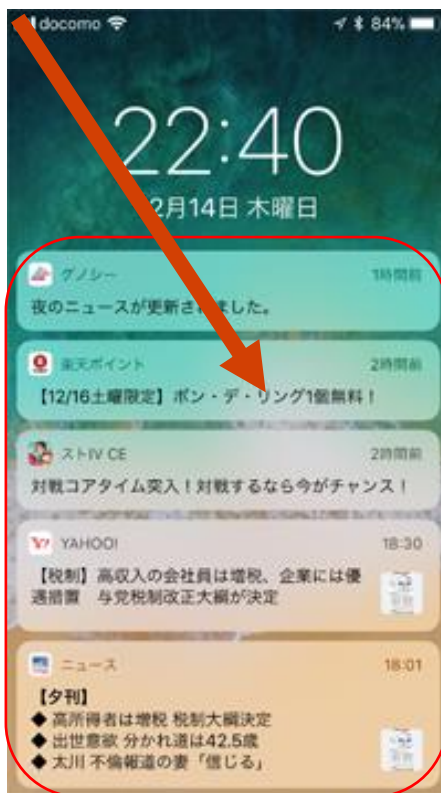 docomo 84%
22:40
2月14日 木曜日
グノシー 1時間前
夜のニュースが更新されました。
楽天ポイント 2時間前
【12/16土曜限定】ポン・デ・リング1個無料！
ストIV CE 2時間前
対戦コアタイム突入！対戦するなら今がチャンス！
YAHOO! 18:30
【税制】高収入の会社員は増税、企業には優
遇措置 与党税制改正大綱が決定
ニュース 18:01
【夕刊】
◆ 高所得者は増税 税制大綱決定
◆ 出世意欲 分かれ道は42.5歳
◆ 太川 不倫報道の妻「信じる」